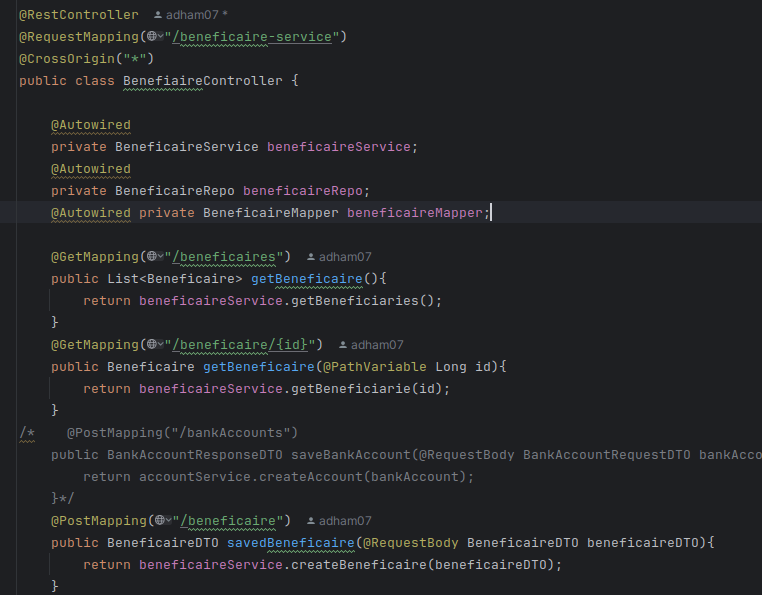 @RestController adham07 *
@RequestMapping("/beneficaire-service")
@CrossOrigin("*")
public class BenefiaireController {
@Autowired
private BeneficaireService beneficaireService;
@Autowired
private BeneficaireRepo beneficaireRepo;
@Autowired private BeneficaireMapper beneficaireMapper;
@GetMapping("/beneficaires") adham07
public List<Beneficaire> getBeneficaire(){
return beneficaireService.getBeneficiaries();
}
@GetMapping("/beneficaire/{id}") adham07
public Beneficaire getBeneficaire(@PathVariable Long id){
return beneficaireService.getBeneficiarie(id);
}
/* @PostMapping("/bankAccounts")
public BankAccountResponseDTO saveBankAccount(@RequestBody BankAccountRequestDTO bankAcco
return accountService.createAccount(bankAccount);
}*/
@PostMapping("/beneficaire") adham07
public BeneficaireDTO savedBeneficaire(@RequestBody BeneficaireDTO beneficaireDTO){
return beneficaireService.createBeneficaire(beneficaireDTO);
}